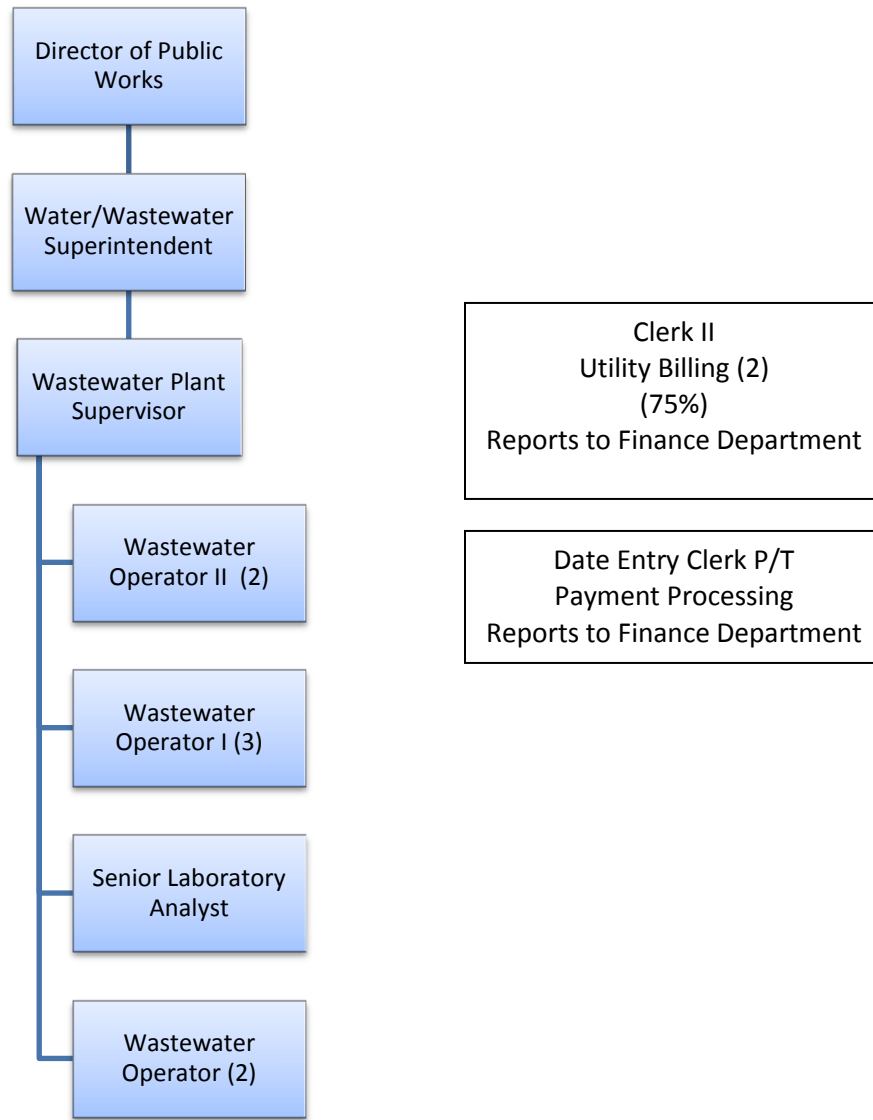 Director of Public
Works
Water/Wastewater
Superintendent
Wastewater Plant
Supervisor
Wastewater
Operator II  (2)
Wastewater
Operator I (3)
Senior Laboratory
Analyst
Wastewater
Operator (2)
Clerk II
Utility Billing (2)
(75%)
Reports to Finance Department
Date Entry Clerk P/T
Payment Processing
Reports to Finance Department